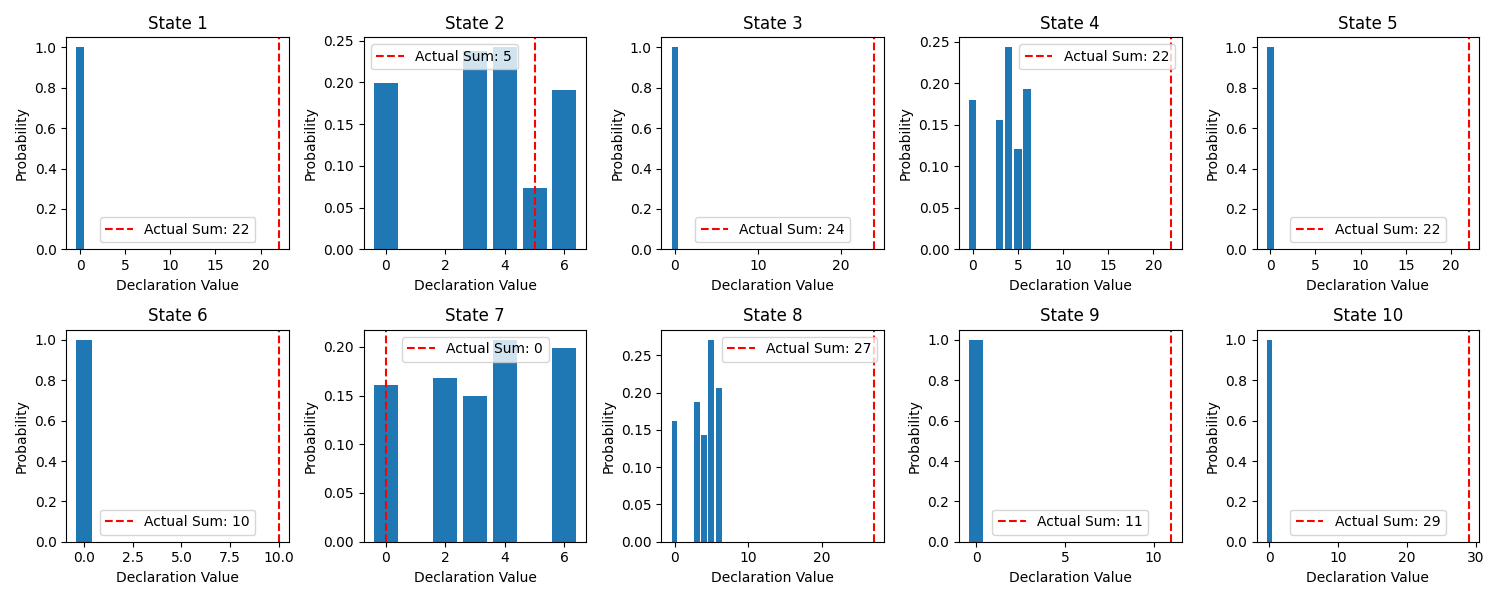 State 1
State 2
State 3
State 4
State 5
Probability
1.0
0.8
0.6
0.4
0.2
0.0
Actual Sum: 22
0 5 10 15 20
Declaration Value
Probability
0.25
0.20
0.15
0.10
0.05
0.00
Actual Sum: 5
0 2 4 6
Declaration Value
Probability
1.0
0.8
0.6
0.4
0.2
0.0
Actual Sum: 24
0 10 20
Declaration Value
Probability
0.25
0.20
0.15
0.10
0.05
0.00
Actual Sum: 22
0 5 10 15 20
Declaration Value
Probability
1.0
0.8
0.6
0.4
0.2
0.0
Actual Sum: 22
0 5 10 15 20
Declaration Value
State 6
State 7
State 8
State 9
State 10
Probability
1.0
0.8
0.6
0.4
0.2
0.0
Actual Sum: 10
0.0 2.5 5.0 7.5 10.0
Declaration Value
Probability
0.20
0.15
0.10
0.05
0.00
Actual Sum: 0
0 2 4 6
Declaration Value
Probability
0.25
0.20
0.15
0.10
0.05
0.00
Actual Sum: 27
0 10 20
Declaration Value
Probability
1.0
0.8
0.6
0.4
0.2
0.0
Actual Sum: 11
0 5 10
Declaration Value
Probability
1.0
0.8
0.6
0.4
0.2
0.0
Actual Sum: 29
0 10 20 30
Declaration Value